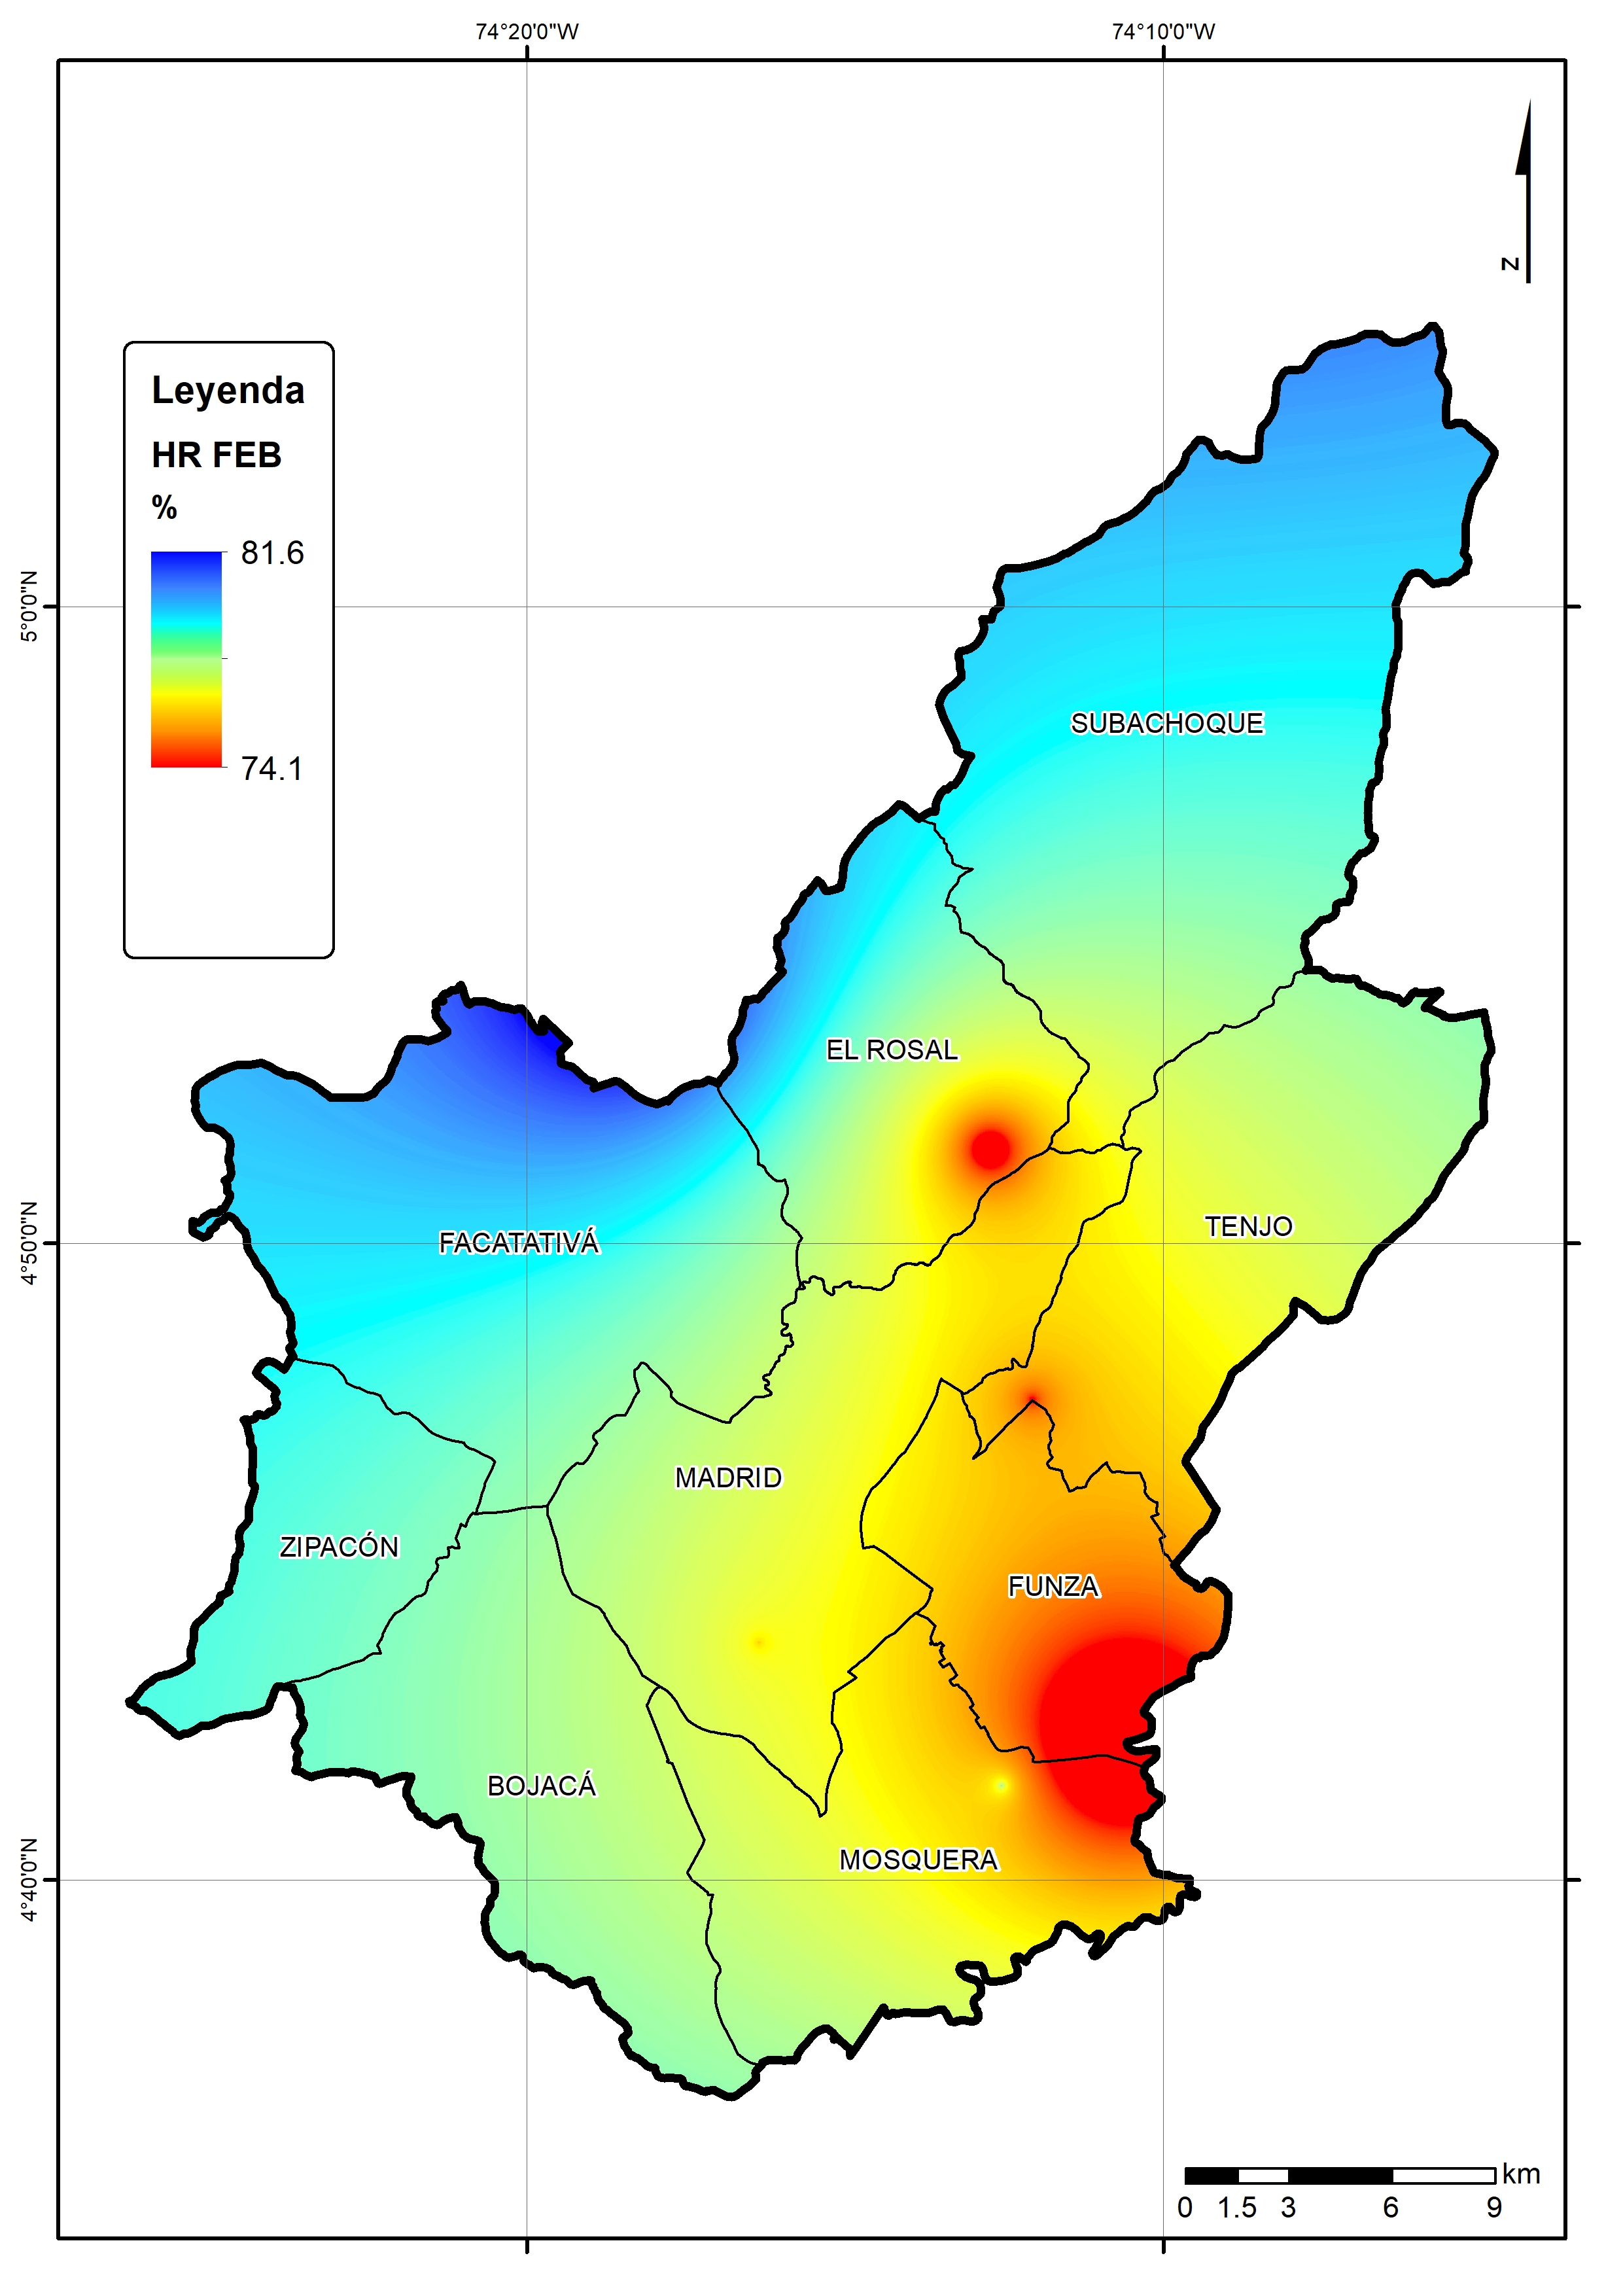 74°20'0"W
74°10'0"W
N
Leyenda
HR FEB
%
81.6
74.1
5°0'0"N
SUBACHOQUE
EL ROSAL
4°50'0"N
FACATATIVÁ
TENJO
MADRID
ZIPACÓN
FUNZA
BOJACÁ
MOSQUERA
4°40'0"N
km
0 1.5 3 6 9